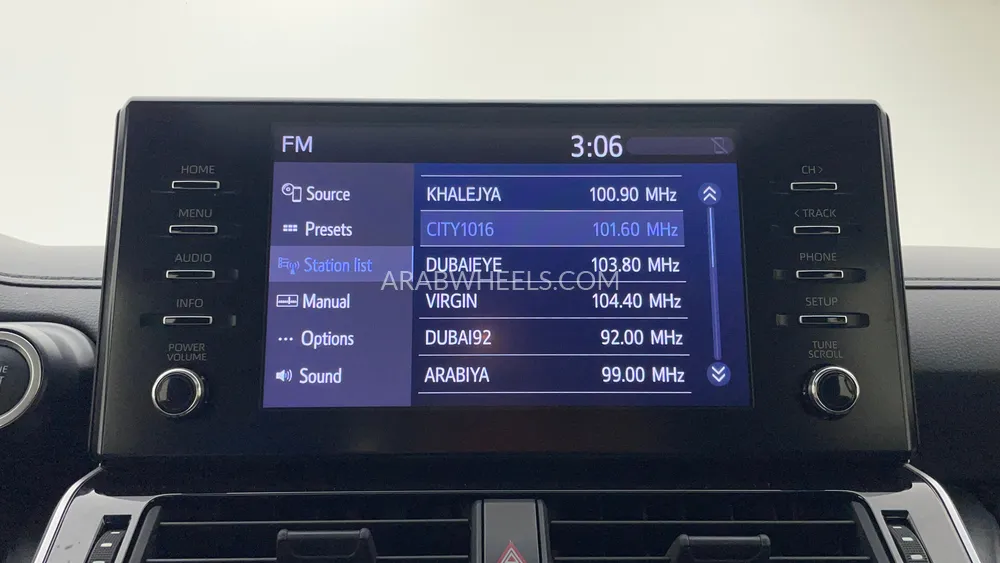 FM
3:06
HOME
MENU
AUDIO
INFO
POWER
VOLUME
Source
Presets
Station list
Manual
Options
Sound
KHALEJYA 100.90 MHz
CITY1016 101.60 MHz
DUBAIEYE 103.80 MHz
VIRGIN 104.40 MHz
DUBAI92 92.00 MHz
ARABIYA 99.00 MHz
CH>
< TRACK
PHONE
SETUP
TUNE
SCROLL
ARABWHEELS.COM